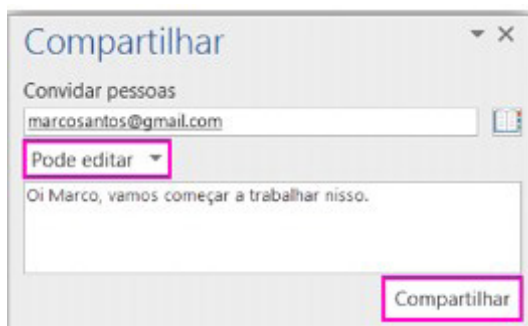 Compartilhar
Convidar pessoas
marcosantos@gmail.com
Pode editar
Oi Marco, vamos começar a trabalhar nisso.
Compartilhar